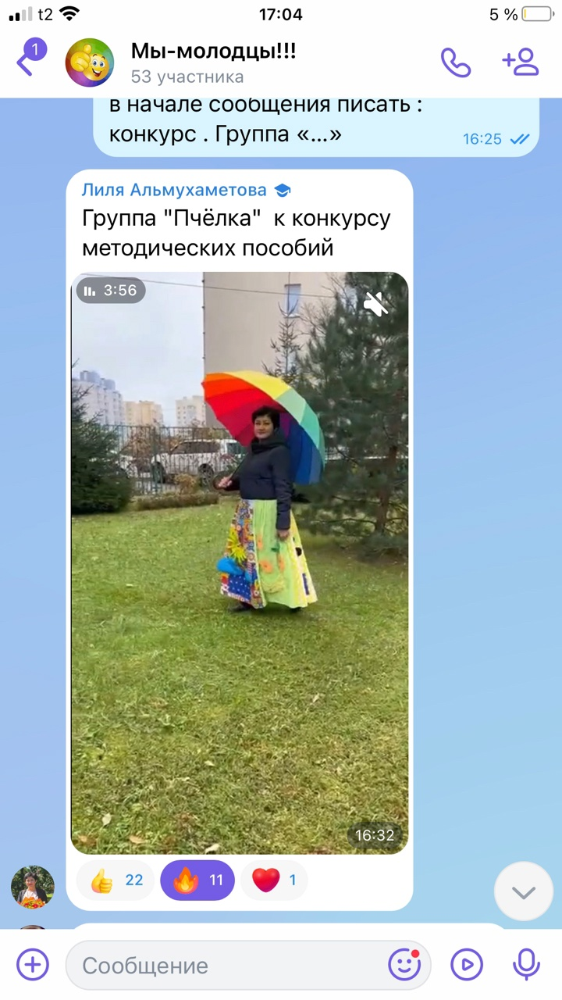 t2 17:04 5 %
1
Мы-молодцы!!!
53 участника
в начале сообщения писать :
конкурс . Группа «...»
16:25
Лиля Альмухаметова
Группа "Пчёлка" к конкурсу
методических пособий
3:56
16:32
22 11 1
Сообщение